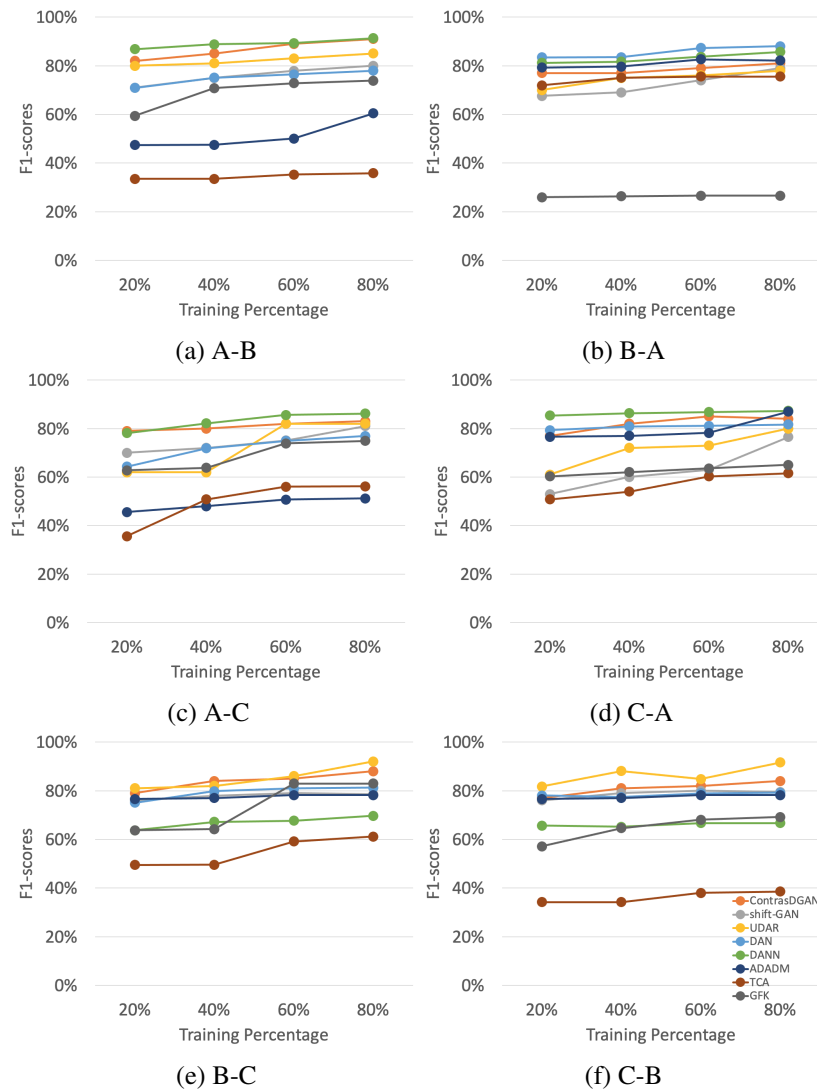 100%
80%
60%
40%
20%
0%
F1-scores
20% 40% 60% 80%
Training Percentage
(a) A-B
100%
80%
60%
40%
20%
0%
F1-scores
20% 40% 60% 80%
Training Percentage
(b) B-A
100%
80%
60%
40%
20%
0%
F1-scores
20% 40% 60% 80%
Training Percentage
(c) A-C
100%
80%
60%
40%
20%
0%
F1-scores
20% 40% 60% 80%
Training Percentage
(d) C-A
100%
80%
60%
40%
20%
0%
F1-scores
20% 40% 60% 80%
Training Percentage
(e) B-C
100%
80%
60%
40%
20%
0%
F1-scores
ContrasDGAN
shift-GAN
UDAR
DAN
DANN
ADADM
TCA
GFK
20% 40% 60% 80%
Training Percentage
(f) C-B